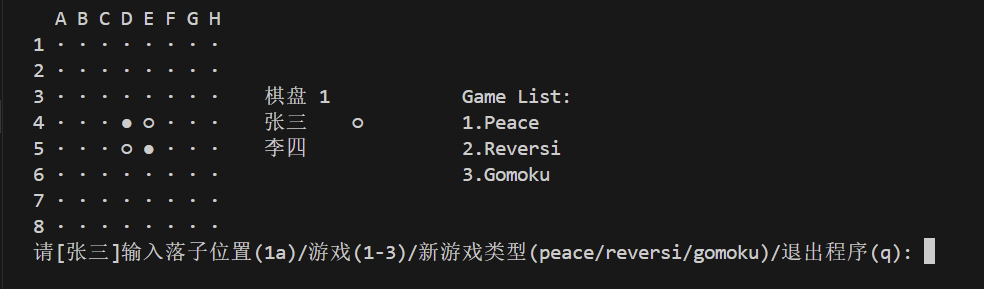 A B C D E F G H
1 · · · · · · · ·
2 · · · · · · · ·
3 · · · · · · · · 棋盘 1 Game List:
4 · · · ● ○ · · · 张三 ○ 1.Peace
5 · · · ○ ● · · · 李四 2.Reversi
6 · · · · · · · · 3.Gomoku
7 · · · · · · · ·
8 · · · · · · · ·
请[张三]输入落子位置(1a)/游戏(1-3)/新游戏类型(peace/reversi/gomoku)/退出程序(q):